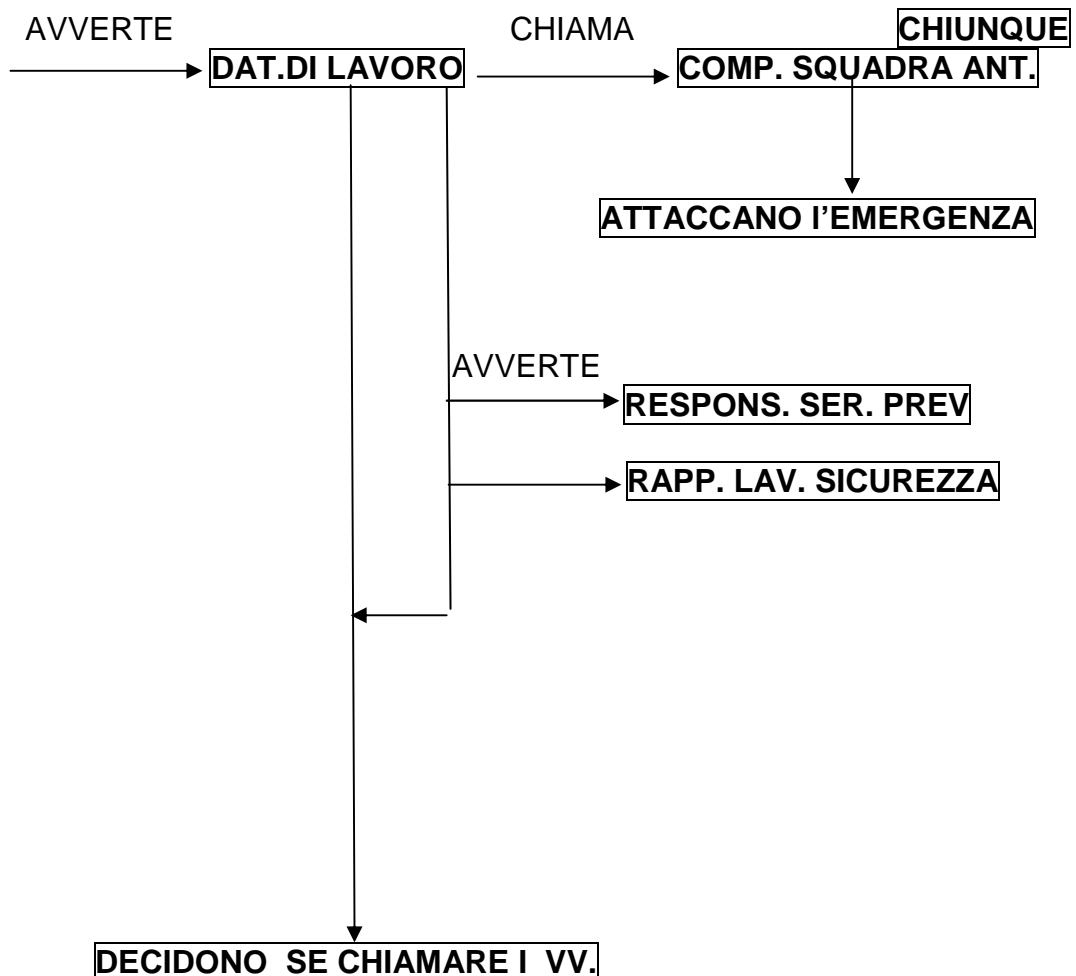 AVVERTE CHIAMA CHIUNQUE
DAT.DI LAVORO COMP. SQUADRA ANT.
ATTACCANO l'EMERGENZA
AVVERTE
RESPONS. SER. PREV
RAPP. LAV. SICUREZZA
DECIDONO SE CHIAMARE I VV.